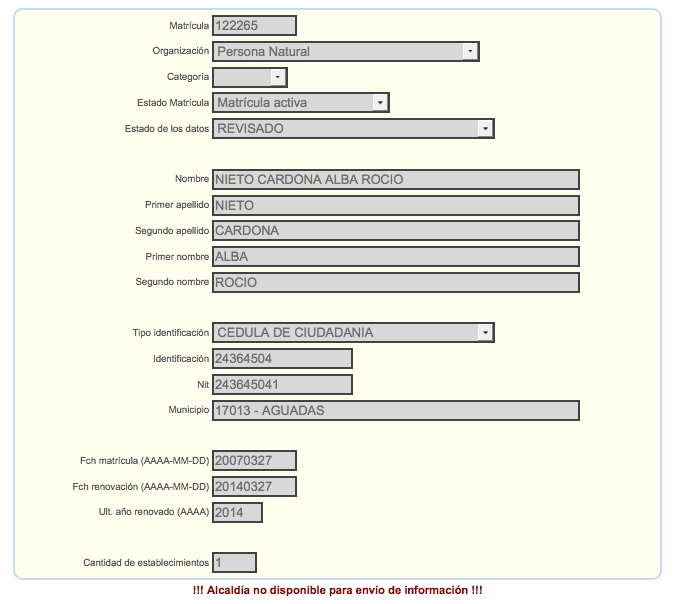 Matrícula 122265
Organización Persona Natural
Categoría
Estado Matrícula Matrícula activa
Estado de los datos REVISADO
Nombre NIETO CARDONA ALBA ROCIO
Primer apellido NIETO
Segundo apellido CARDONA
Primer nombre ALBA
Segundo nombre ROCIO
Tipo identificación CEDULA DE CIUDADANIA
Identificación 24364504
Nit 243645041
Municipio 17013 - AGUADAS
Fch matrícula (AAAA-MM-DD) 20070327
Fch renovación (AAAA-MM-DD) 20140327
Ult. año renovado (AAAA) 2014
Cantidad de establecimientos 1
!!! Alcaldía no disponible para envío de información !!!